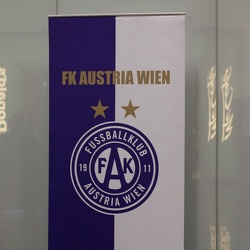 FK AUSTRIA WIEN
FUSSBALLKLUB
19 FAK 11
AUSTRIA WIEN